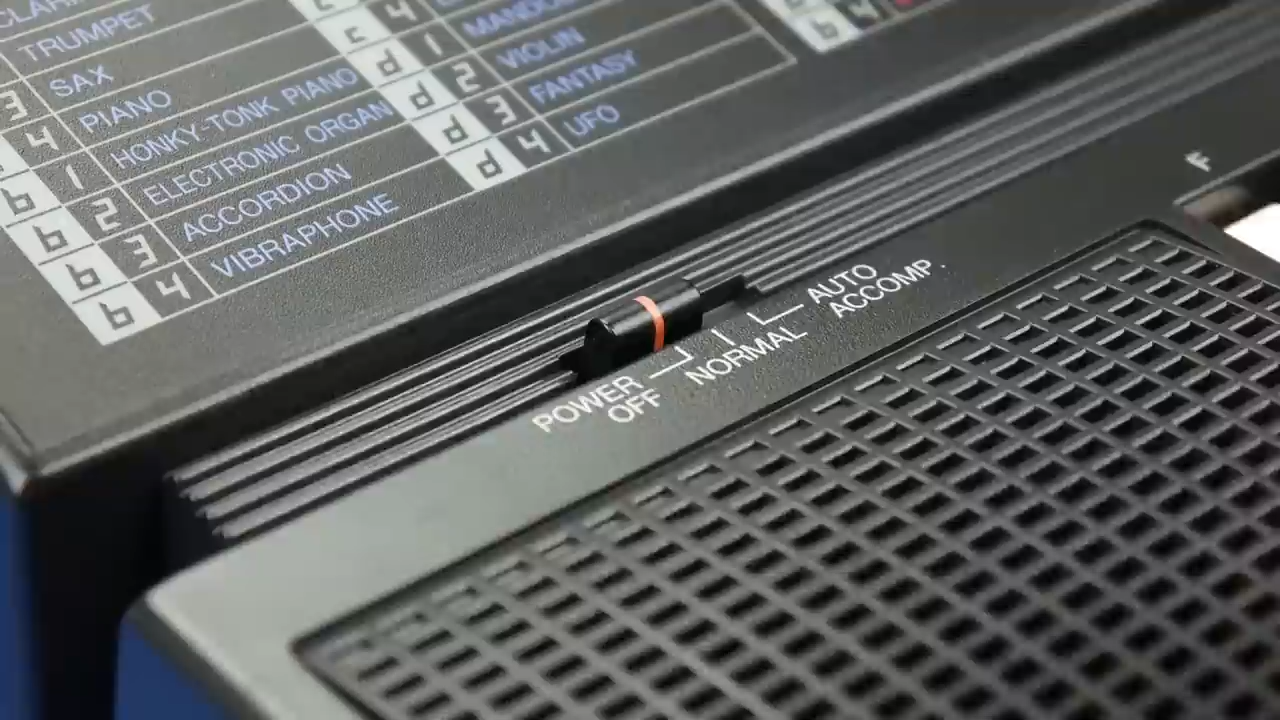 TRUMPET
3 SAX
4 PIANO
b 1 HONKY-TONK PIANO
b 2 ELECTRONIC ORGAN
b 3 ACCORDION
b 4 VIBRAPHONE
c
c 4
d 1
d 2 VIOLIN
d 3 FANTASY
d 4 UFO
b 4
POWER
OFF
NORMAL
AUTO
ACCOMP.
F